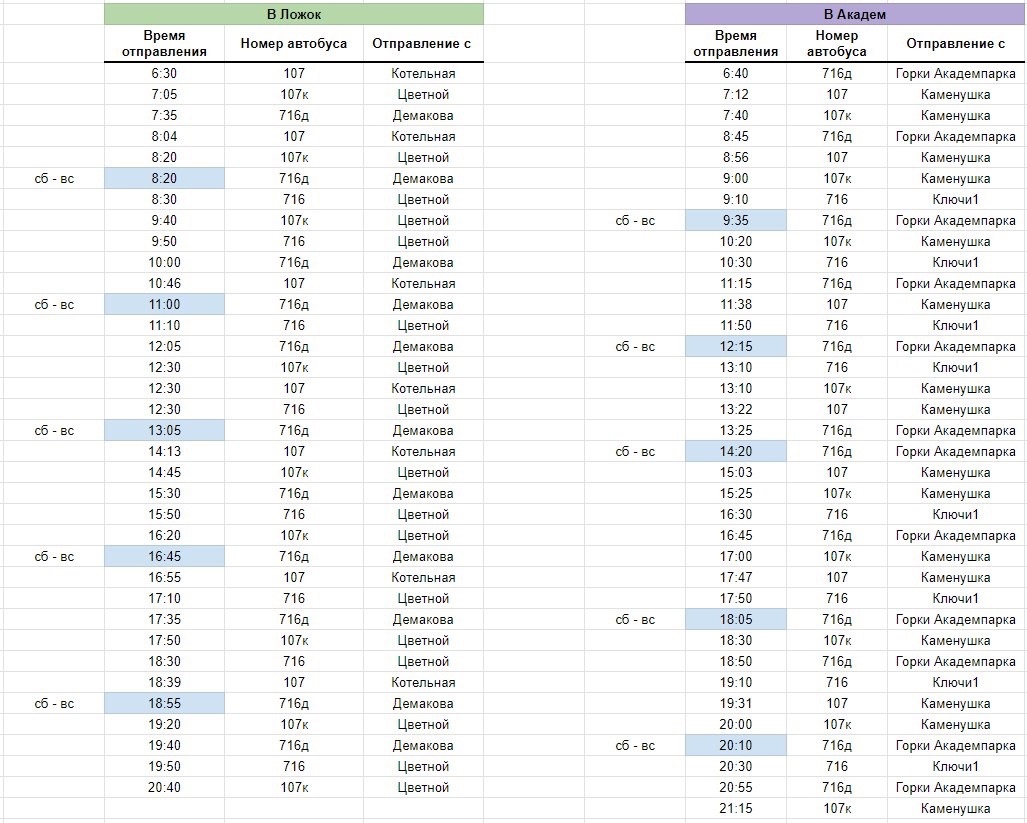 В Ложок В Академ
Время отправления Номер автобуса Отправление с Время отправления Номер автобуса Отправление с
6:30 107 Котельная 6:40 716д Горки Академпарка
7:05 107к Цветной 7:12 107 Каменушка
7:35 716д Демакова 7:40 107к Каменушка
8:04 107 Котельная 8:45 716д Горки Академпарка
8:20 107к Цветной 8:56 107 Каменушка
сб - вс 8:20 716д Демакова 9:00 107к Каменушка
8:30 716 Цветной 9:10 716 Ключи1
9:40 107к Цветной сб - вс 9:35 716д Горки Академпарка
9:50 716 Цветной 10:20 107к Каменушка
10:00 716д Демакова 10:30 716 Ключи1
10:46 107 Котельная 11:15 716д Горки Академпарка
сб - вс 11:00 716д Демакова 11:38 107 Каменушка
11:10 716 Цветной 11:50 716 Ключи1
12:05 716д Демакова сб - вс 12:15 716д Горки Академпарка
12:30 107к Цветной 13:10 716 Ключи1
12:30 107 Котельная 13:10 107к Каменушка
12:30 716 Цветной 13:22 107 Каменушка
сб - вс 13:05 716д Демакова 13:25 716д Горки Академпарка
14:13 107 Котельная сб - вс 14:20 716д Горки Академпарка
14:45 107к Цветной 15:03 107 Каменушка
15:30 716д Демакова 15:25 107к Каменушка
15:50 716 Цветной 16:30 716 Ключи1
16:20 107к Цветной 16:45 716д Горки Академпарка
сб - вс 16:45 716д Демакова 17:00 107к Каменушка
16:55 107 Котельная 17:47 107 Каменушка
17:10 716 Цветной 17:50 716 Ключи1
17:35 716д Демакова сб - вс 18:05 716д Горки Академпарка
17:50 107к Цветной 18:30 107к Каменушка
18:30 716 Цветной 18:50 716д Горки Академпарка
18:39 107 Котельная 19:10 716 Ключи1
сб - вс 18:55 716д Демакова 19:31 107 Каменушка
19:20 107к Цветной 20:00 107к Каменушка
19:40 716д Демакова сб - вс 20:10 716д Горки Академпарка
19:50 716 Цветной 20:30 716 Ключи1
20:40 107к Цветной 20:55 716д Горки Академпарка
21:15 107к Каменушка